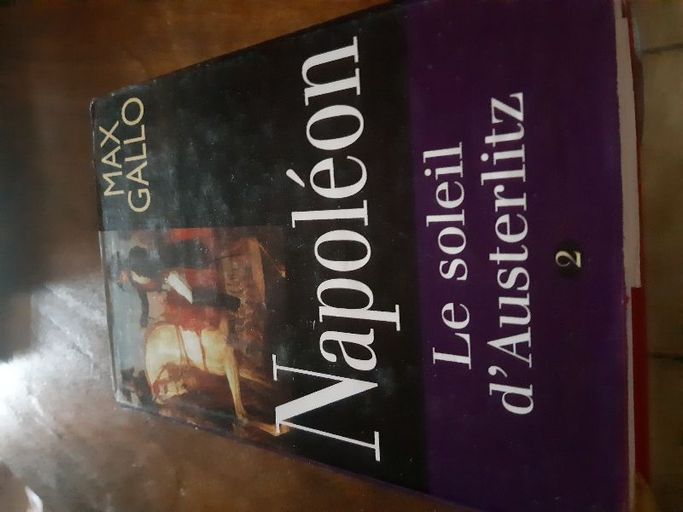 MAX
GALLO
Napoléon
Le soleil
d'Austerlitz
2